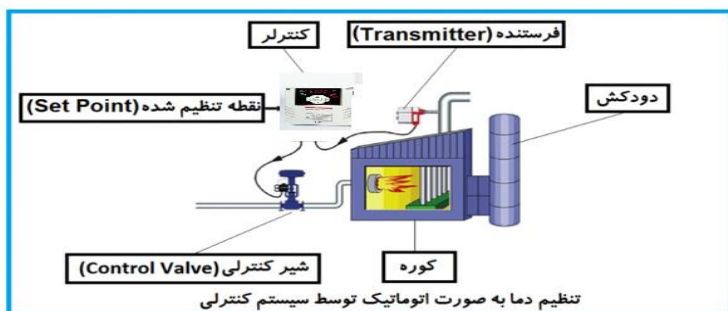 کنترلر
فرستنده (Transmitter)
دودکش
نقطه تنظیم شده (Set Point)
شیر کنترلی (Control Valve)
کوره
تنظیم دما به صورت اتوماتیک توسط سیستم کنترلی